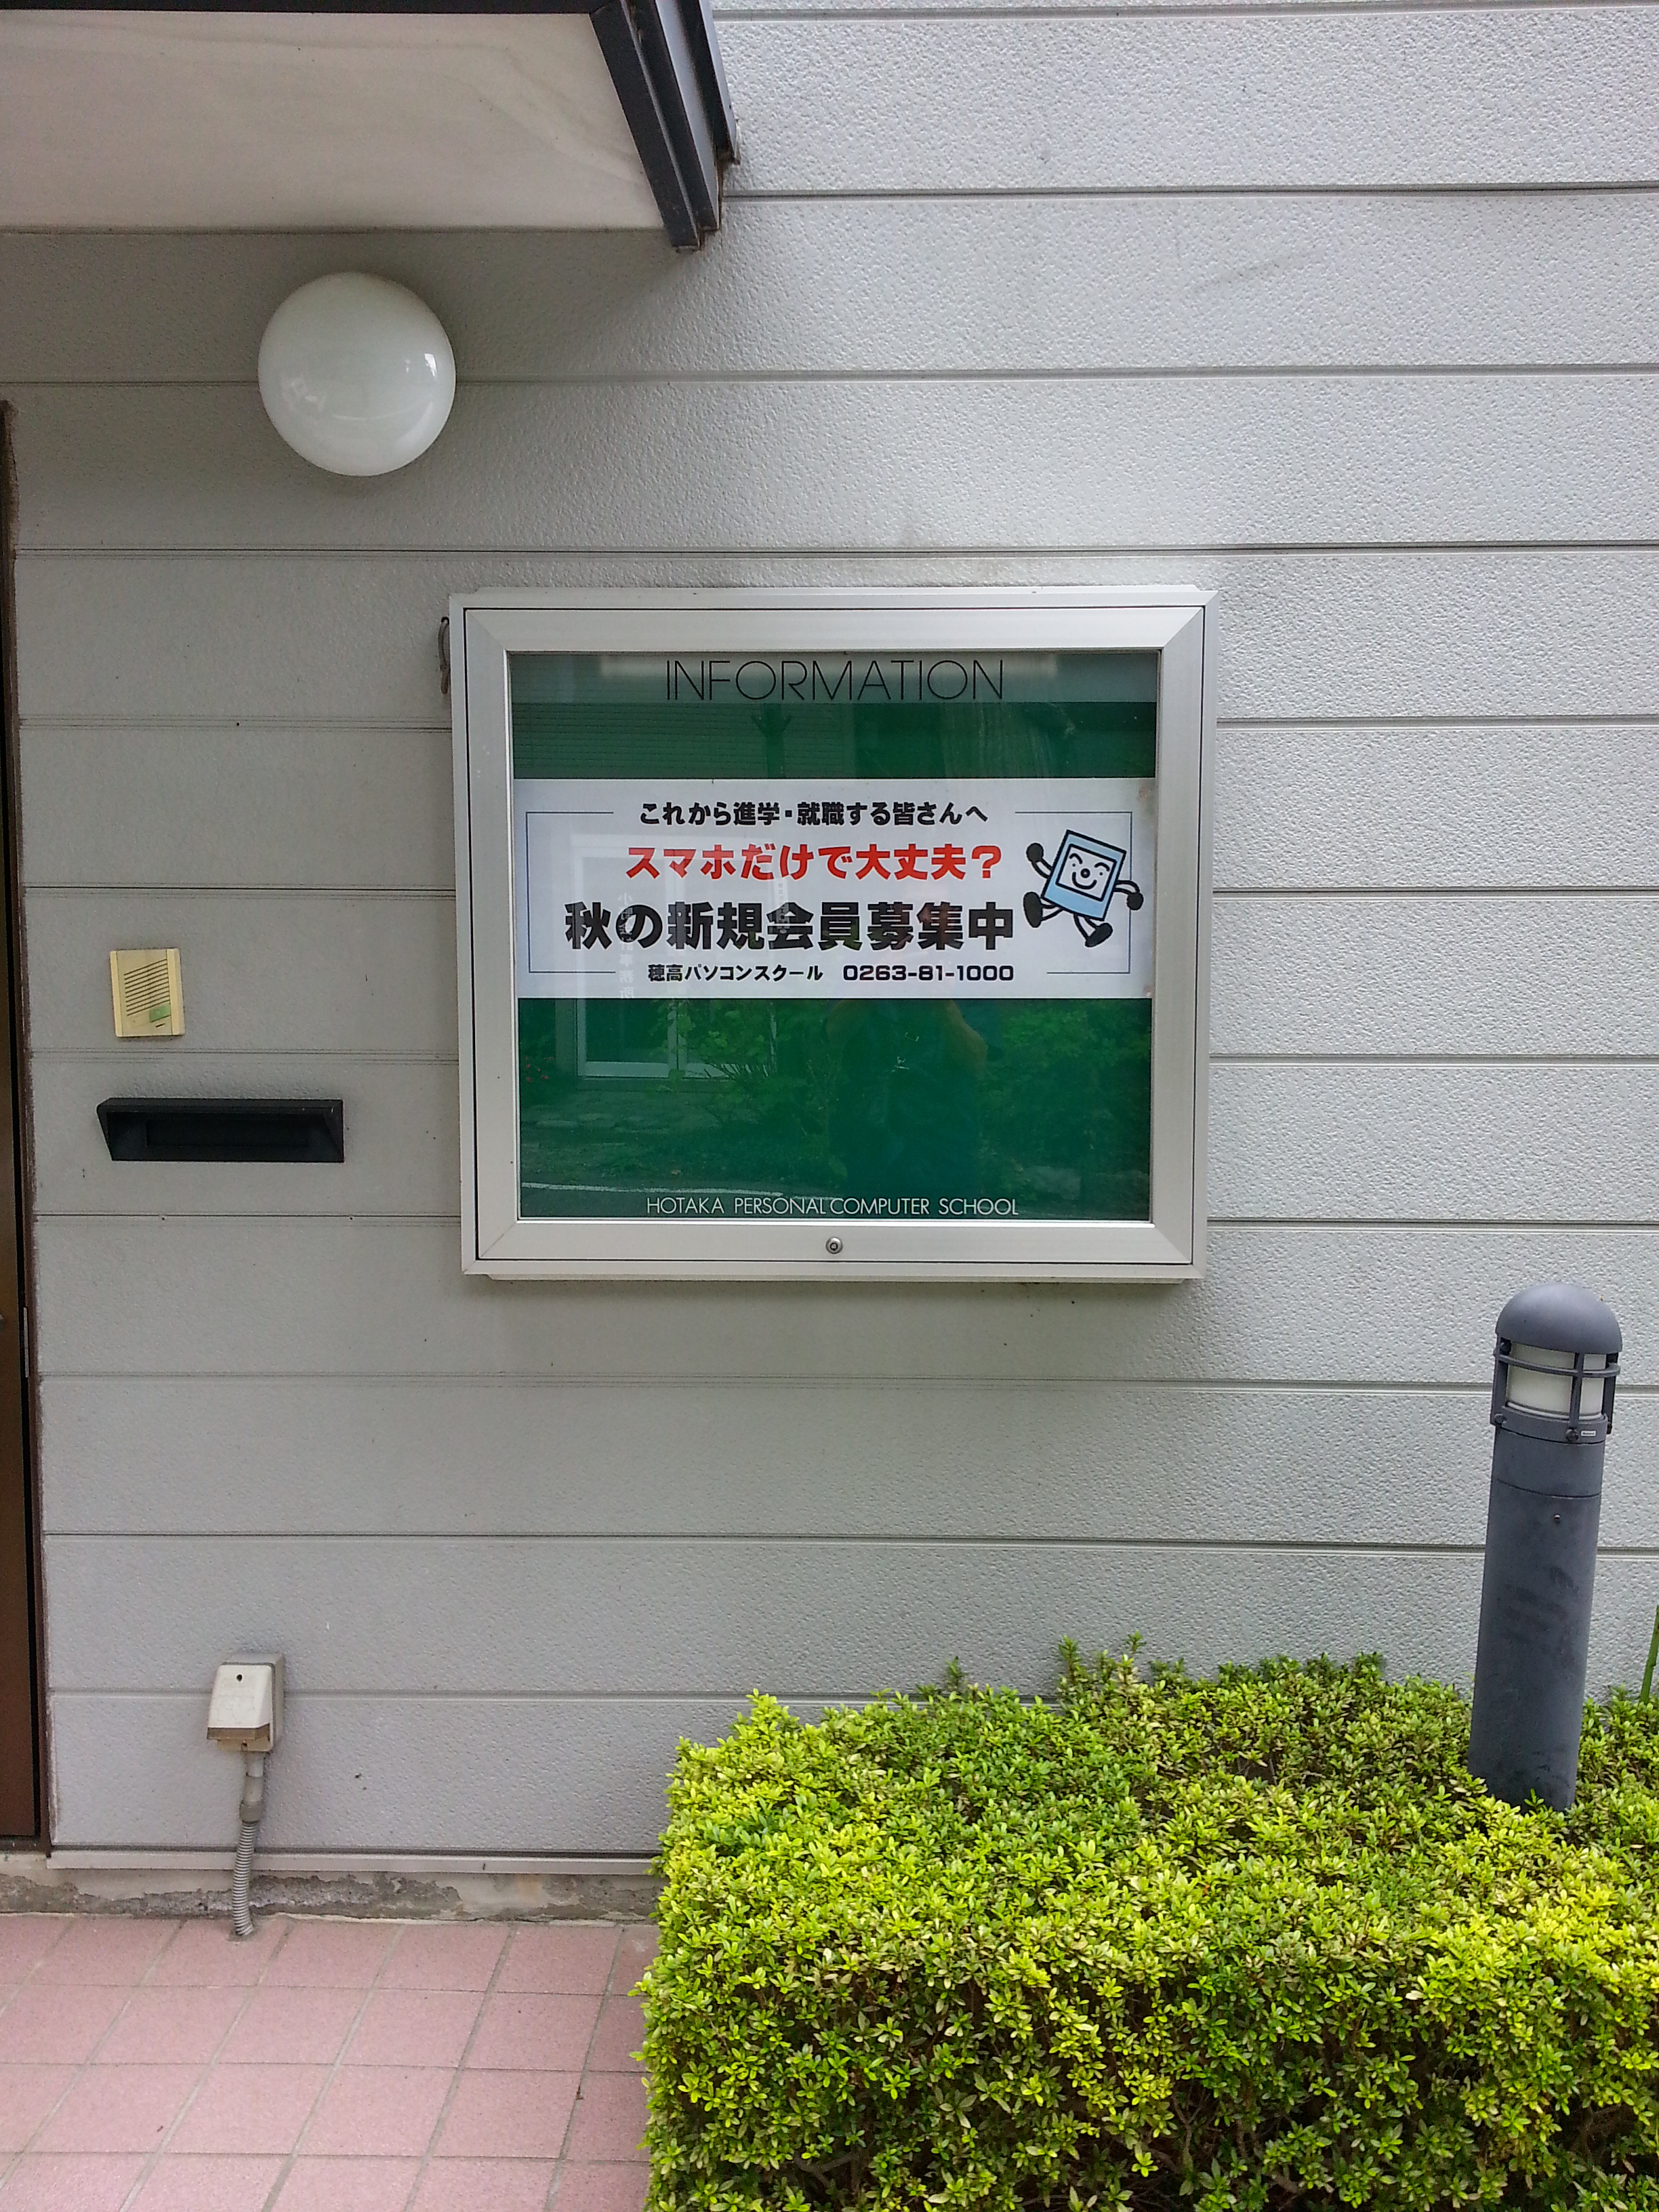 INFORMATION
これから進学・就職する皆さんへ
スマホだけで大丈夫？
秋の新規会員募集中
穂高パソコンスクール 0263-81-1000
HOTAKA PERSONAL COMPUTER SCHOOL